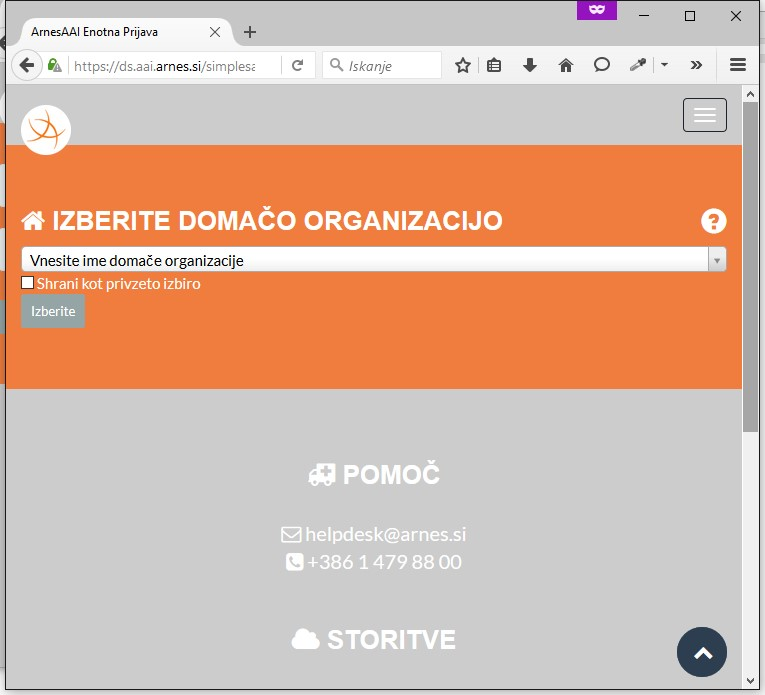 ArnesAAI Enotna Prijava
https://ds.aai.arnes.si/simplesa
Iskanje
IZBERITE DOMAČO ORGANIZACIJO
Vnesite ime domače organizacije
Shrani kot privzeto izbiro
Izberite
POMOČ
helpdesk@arnes.si
+386 1 479 88 00
STORITVE